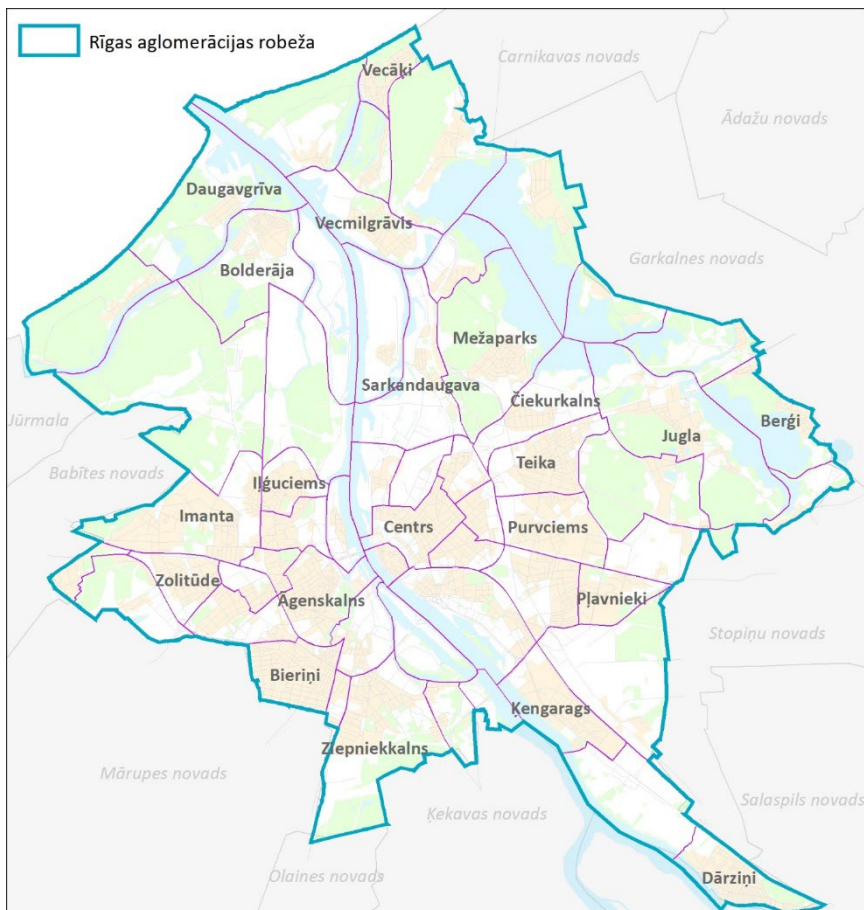 Rīgas aglomerācijas robeža
Carnikavas novads
Vecāķi
Ādažu novads
Daugavgrīva
Vecmilgrāvis
Garkalnes novads
Bolderāja
Mežaparks
Sarkandaugava
Čiekurkalns
Jūrmala
Berģi
Jugla
Babītes novads
Teika
Iļģuciems
Imanta
Centrs
Purvciems
Zolitūde
Āgenskalns
Pļavnieki
Stopiņu novads
Bieriņi
Ķengarags
Ziepniekkalns
Mārupes novads
Salaspils novads
Ķekavas novads
Olaines novads
Dārziņi